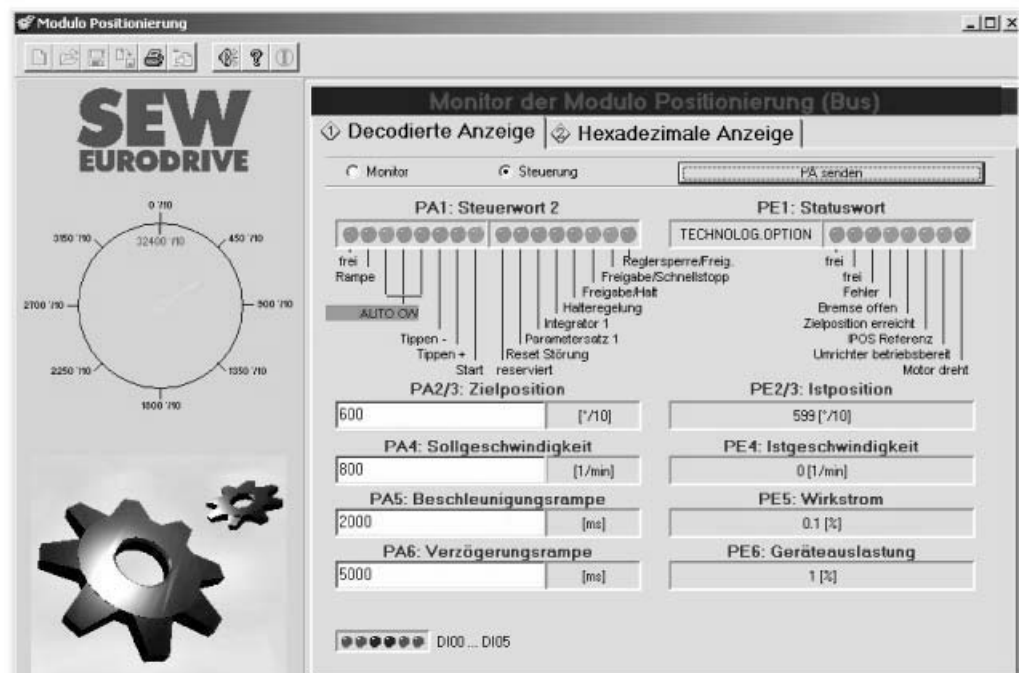 Modulo Positionierung
SEW
EURODRIVE
0 '/10
32400 '/10
450 '/10
900 '/10
1350 '/10
1800 '/10
2250 '/10
2700 '/10
3150 '/10
Monitor der Modulo Positionierung (Bus)
1 Decodierte Anzeige
2 Hexadezimale Anzeige
Monitor
Steuerung
PA senden
PA1: Steuerwort 2
frei
Rampe
AUTO CW
Tippen -
Tippen +
Start
reserviert
Reset Störung
Parametersatz 1
Integrator 1
Halteregelung
Freigabe/Halt
Freigabe/Schnellstopp
Reglersperre/Freig.
PE1: Statuswort
TECHNOLOG.OPTION
frei
frei
Fehler
Bremse offen
Zielposition erreicht
IPOS Referenz
Umrichter betriebsbereit
Motor dreht
PA2/3: Zielposition
600 [°/10]
PE2/3: Istposition
599 [°/10]
PA4: Sollgeschwindigkeit
800 [1/min]
PE4: Istgeschwindigkeit
0 [1/min]
PA5: Beschleunigungsrampe
2000 [ms]
PE5: Wirkstrom
0.1 [%]
PA6: Verzögerungsrampe
5000 [ms]
PE6: Geräteauslastung
1 [%]
DI00 ... DI05